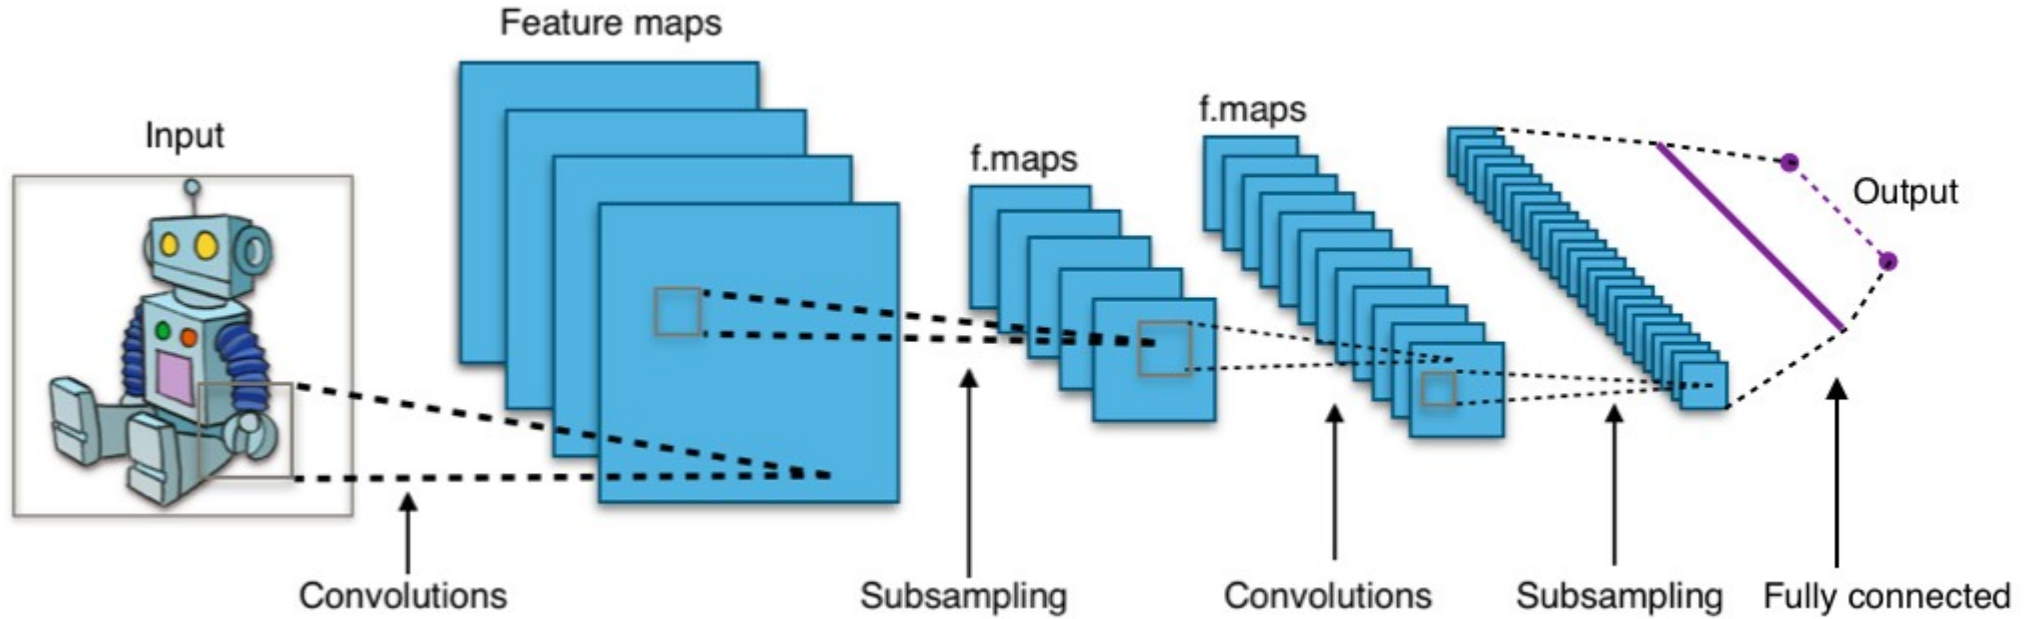 Feature maps
Input
f.maps
f.maps
Output
Convolutions
Subsampling
Convolutions
Subsampling
Fully connected